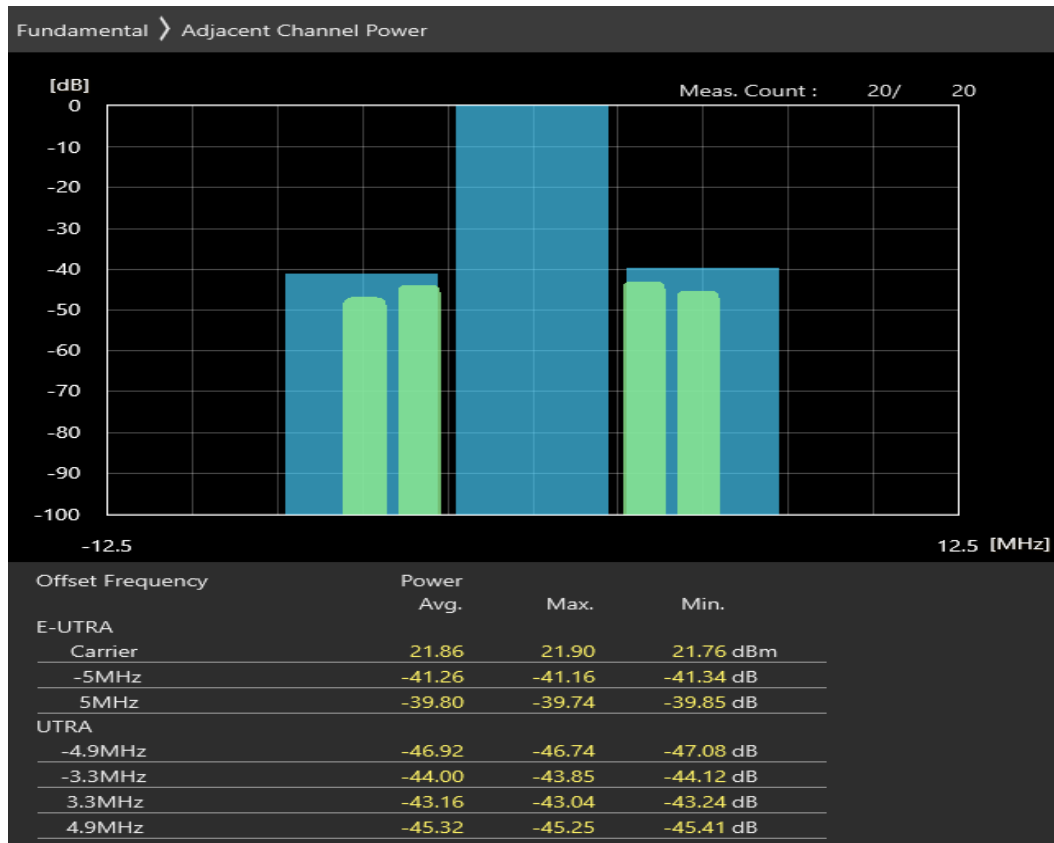 Fundamental 〉 Adjacent Channel Power
[dB]
Meas. Count : 20/ 20
0
-10
-20
-30
-40
-50
-60
-70
-80
-90
-100
-12.5 12.5 [MHz]
Offset Frequency Power
Avg. Max. Min.
E-UTRA
Carrier 21.86 21.90 21.76 dBm
-5MHz -41.26 -41.16 -41.34 dB
5MHz -39.80 -39.74 -39.85 dB
UTRA
-4.9MHz -46.92 -46.74 -47.08 dB
-3.3MHz -44.00 -43.85 -44.12 dB
3.3MHz -43.16 -43.04 -43.24 dB
4.9MHz -45.32 -45.25 -45.41 dB